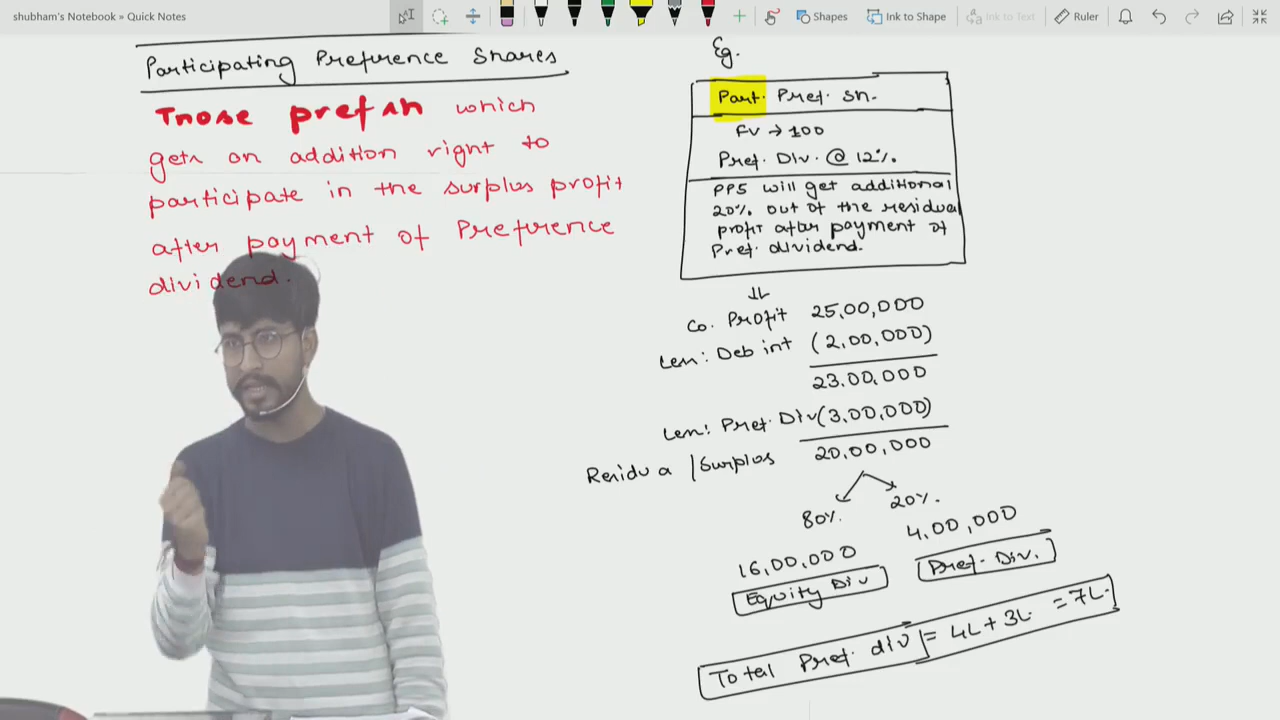 shubham's Notebook » Quick Notes
Shapes
Ink to Shape
Ink to Text
Ruler
Participating Preference Shares
Those pref sh which
gets an addition right to
participate in the surplus profit
after payment of Preference
dividend.
Eg.
Part. Pref. Sh.
FV → 100
Pref. Div. @ 12%.
PPS will get additional
20%. out of the residual
profit after payment of
Pref. dividend.
Co. Profit 25,00,000
Len: Deb int (2,00,000)
23,00,000
Len: Pref. Div (3,00,000)
Residua /Surplus 20,00,000
80%. 20%.
16,00,000 4,00,000
Equity Div Pref. Div.
Total Pref. div = 4L + 3L = 7L.